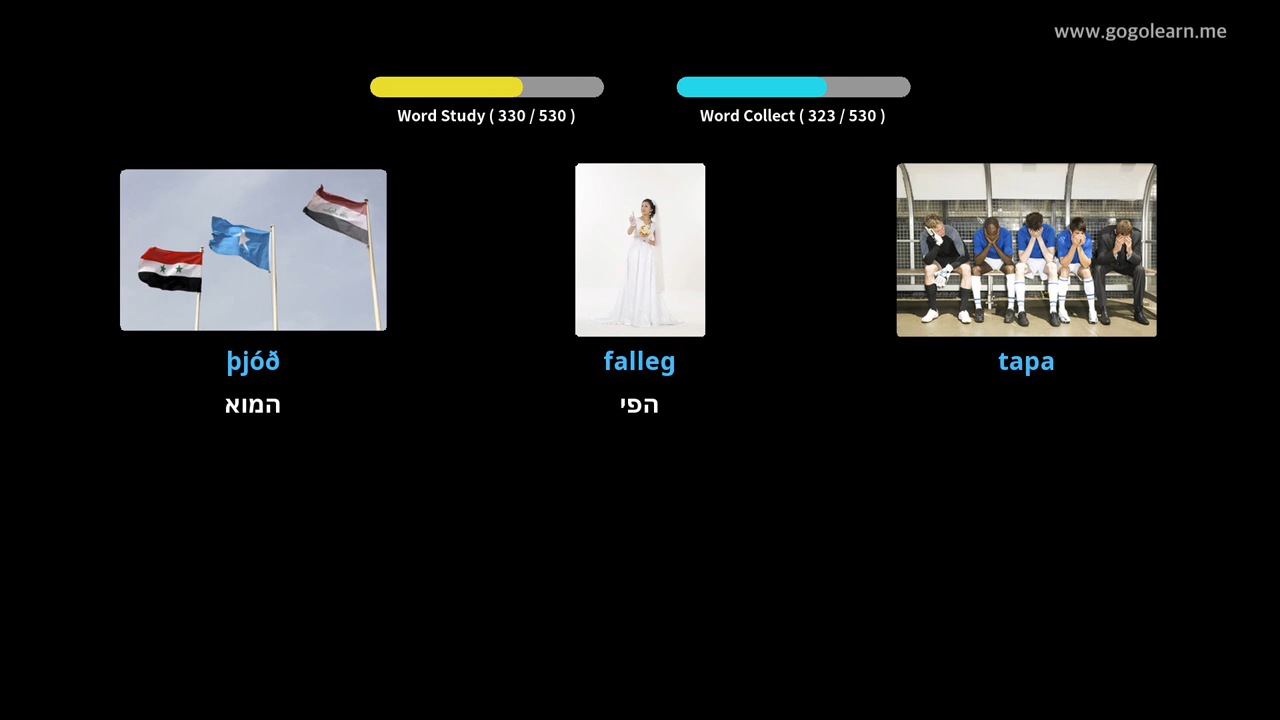 www.gogolearn.me
Word Study ( 330 / 530 )
Word Collect ( 323 / 530 )
þjóð
falleg
tapa
המוא
הפי